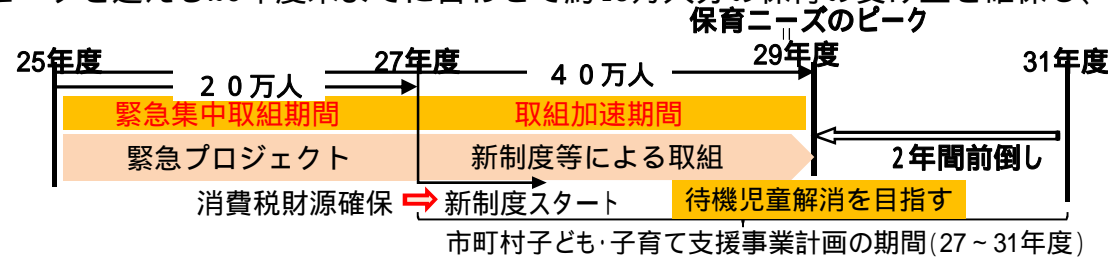 保育ニーズのピーク
=
25年度 27年度 29年度 31年度
20万人 40万人
緊急集中取組期間 取組加速期間
緊急プロジェクト 新制度等による取組 2年間前倒し
消費税財源確保 ⇨ 新制度スタート 待機児童解消を目指す
市町村子ども・子育て支援事業計画の期間(27~31年度)